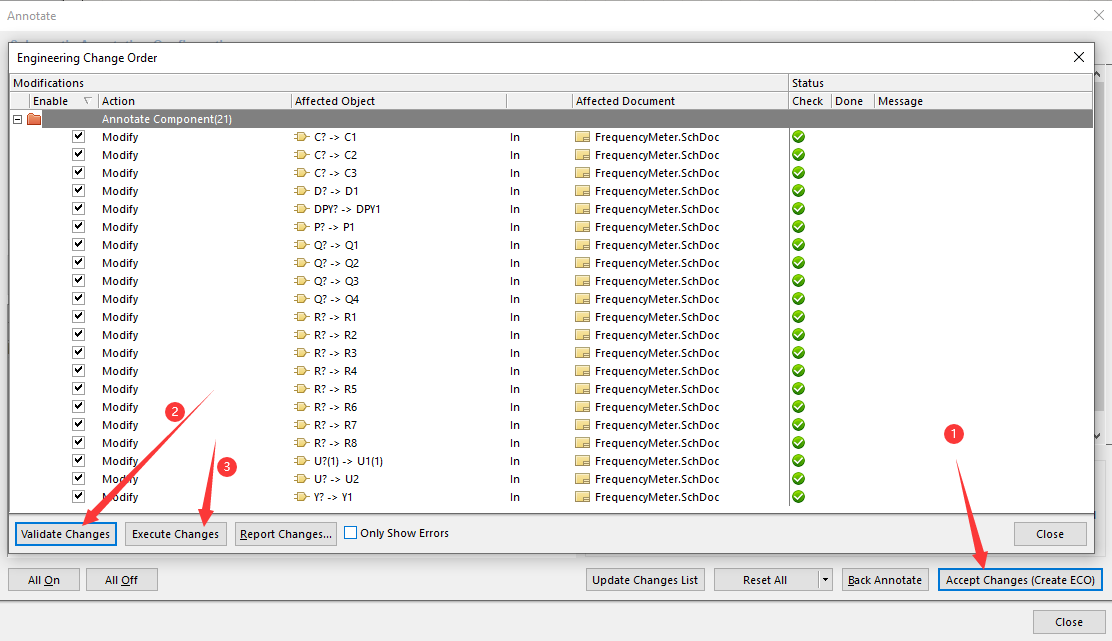 Annotate
Engineering Change Order
Modifications Status
Enable Action Affected Object Affected Document Check Done Message
Annotate Component(21)
Modify C? -> C1 In FrequencyMeter.SchDoc
Modify C? -> C2 In FrequencyMeter.SchDoc
Modify C? -> C3 In FrequencyMeter.SchDoc
Modify D? -> D1 In FrequencyMeter.SchDoc
Modify DPY? -> DPY1 In FrequencyMeter.SchDoc
Modify P? -> P1 In FrequencyMeter.SchDoc
Modify Q? -> Q1 In FrequencyMeter.SchDoc
Modify Q? -> Q2 In FrequencyMeter.SchDoc
Modify Q? -> Q3 In FrequencyMeter.SchDoc
Modify Q? -> Q4 In FrequencyMeter.SchDoc
Modify R? -> R1 In FrequencyMeter.SchDoc
Modify R? -> R2 In FrequencyMeter.SchDoc
Modify R? -> R3 In FrequencyMeter.SchDoc
Modify R? -> R4 In FrequencyMeter.SchDoc
Modify R? -> R5 In FrequencyMeter.SchDoc
Modify R? -> R6 In FrequencyMeter.SchDoc
Modify R? -> R7 In FrequencyMeter.SchDoc
Modify R? -> R8 In FrequencyMeter.SchDoc
Modify U?(1) -> U1(1) In FrequencyMeter.SchDoc
Modify U? -> U2 In FrequencyMeter.SchDoc
Modify Y? -> Y1 In FrequencyMeter.SchDoc
2
3
1
Validate Changes Execute Changes Report Changes... Only Show Errors Close
All On All Off Update Changes List Reset All Back Annotate Accept Changes (Create ECO)
Close